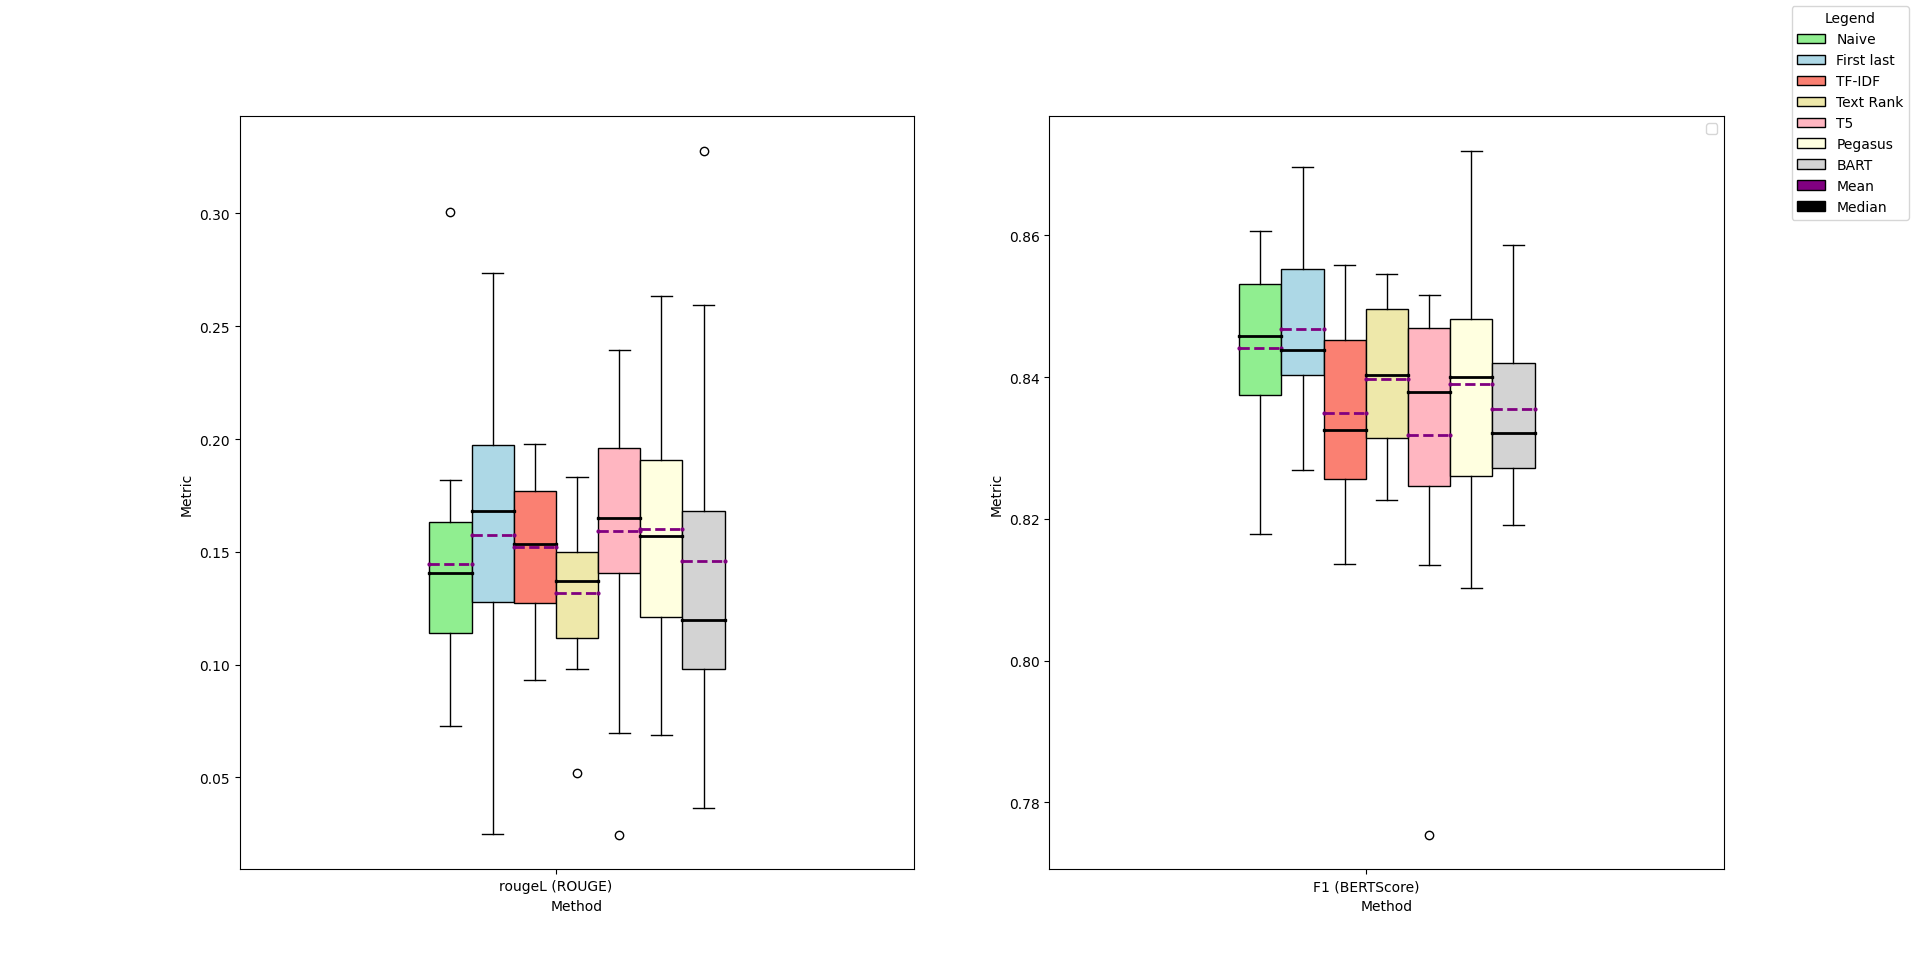 Legend
Naive
First last
TF-IDF
Text Rank
T5
Pegasus
BART
Mean
Median
0.30
0.25
0.20
0.15
0.10
0.05
Metric
rougeL (ROUGE)
Method
0.86
0.84
0.82
0.80
0.78
Metric
F1 (BERTScore)
Method